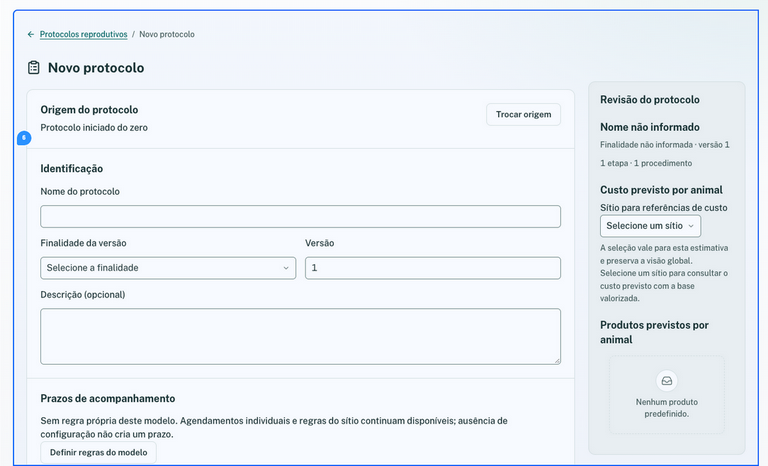 ← Protocolos reprodutivos / Novo protocolo
Novo protocolo
Origem do protocolo
Protocolo iniciado do zero
Trocar origem
Identificação
Nome do protocolo
Finalidade da versão
Versão
Selecione a finalidade
1
Descrição (opcional)
Prazos de acompanhamento
Sem regra própria deste modelo. Agendamentos individuais e regras do sítio continuam disponíveis; ausência de
configuração não cria um prazo.
Definir regras do modelo
Revisão do protocolo
Nome não informado
Finalidade não informada · versão 1
1 etapa · 1 procedimento
Custo previsto por animal
Sítio para referências de custo
Selecione um sítio
A seleção vale para esta estimativa
e preserva a visão global.
Selecione um sítio para consultar o
custo previsto com a base
valorizada.
Produtos previstos por
animal
Nenhum produto
predefinido.